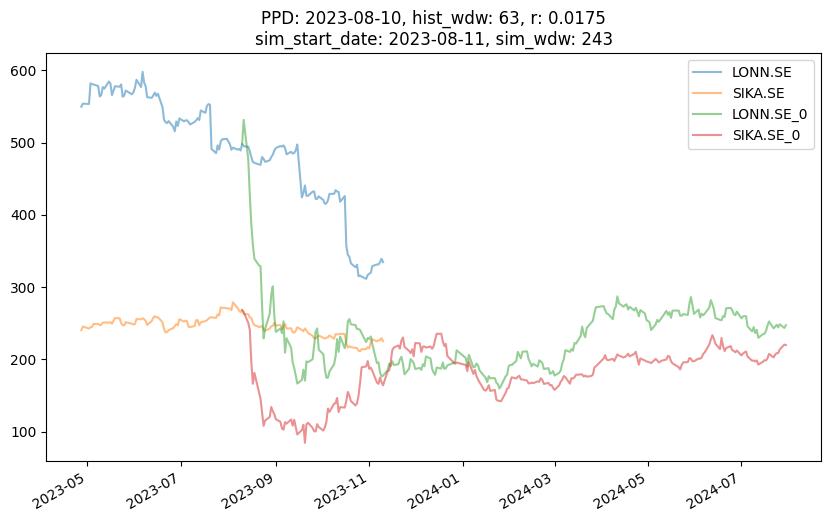 PPD: 2023-08-10, hist_wdw: 63, r: 0.0175
sim_start_date: 2023-08-11, sim_wdw: 243
600
500
400
300
200
100
LONN.SE
SIKA.SE
LONN.SE_0
SIKA.SE_0
2023-05
2023-07
2023-09
2023-11
2024-01
2024-03
2024-05
2024-07